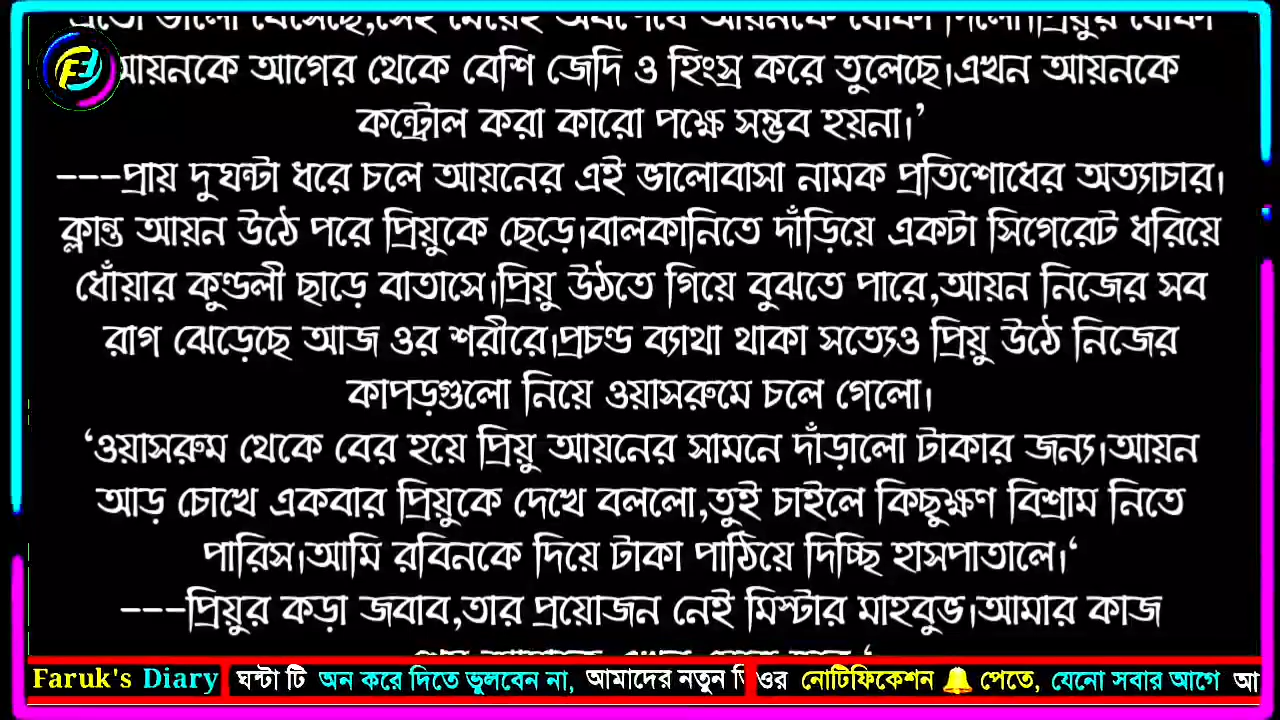 আয়নকে আগের থেকে বেশি জেদি ও হিংস্র করে তুলেছে।এখন আয়নকে
কন্ট্রোল করা কারো পক্ষে সম্ভব হয়না।’
---প্রায় দুঘন্টা ধরে চলে আয়নের এই ভালোবাসা নামক প্রতিশোধের অত্যাচার।
ক্লান্ত আয়ন উঠে পরে প্রিয়ুকে ছেড়ে।বালকানিতে দাঁড়িয়ে একটা সিগেরেট ধরিয়ে
ধোঁয়ার কুণ্ডলী ছাড়ে বাতাসে।প্রিয়ু উঠতে গিয়ে বুঝতে পারে,আয়ন নিজের সব
রাগ ঝেড়েছে আজ ওর শরীরে।প্রচণ্ড ব্যাথা থাকা সত্যেও প্রিয়ু উঠে নিজের
কাপড়গুলো নিয়ে ওয়াসরুমে চলে গেলো।
‘ওয়াসরুম থেকে বের হয়ে প্রিয়ু আয়নের সামনে দাঁড়ালো টাকার জন্য।আয়ন
আড় চোখে একবার প্রিয়ুকে দেখে বললো,তুই চাইলে কিছুক্ষণ বিশ্রাম নিতে
পারিস।আমি রবিনকে দিয়ে টাকা পাঠিয়ে দিচ্ছি হাসপাতালে।‘
---প্রিয়ুর কড়া জবাব,তার প্রয়োজন নেই মিস্টার মাহবুভ।আমার কাজ
Faruk's Diary ঘন্টা টি অন করে দিতে ভুলবেন না, আমাদের নতুন ওর নোটিফিকেশন 🔔 পেতে, যেনো সবার আগে আ